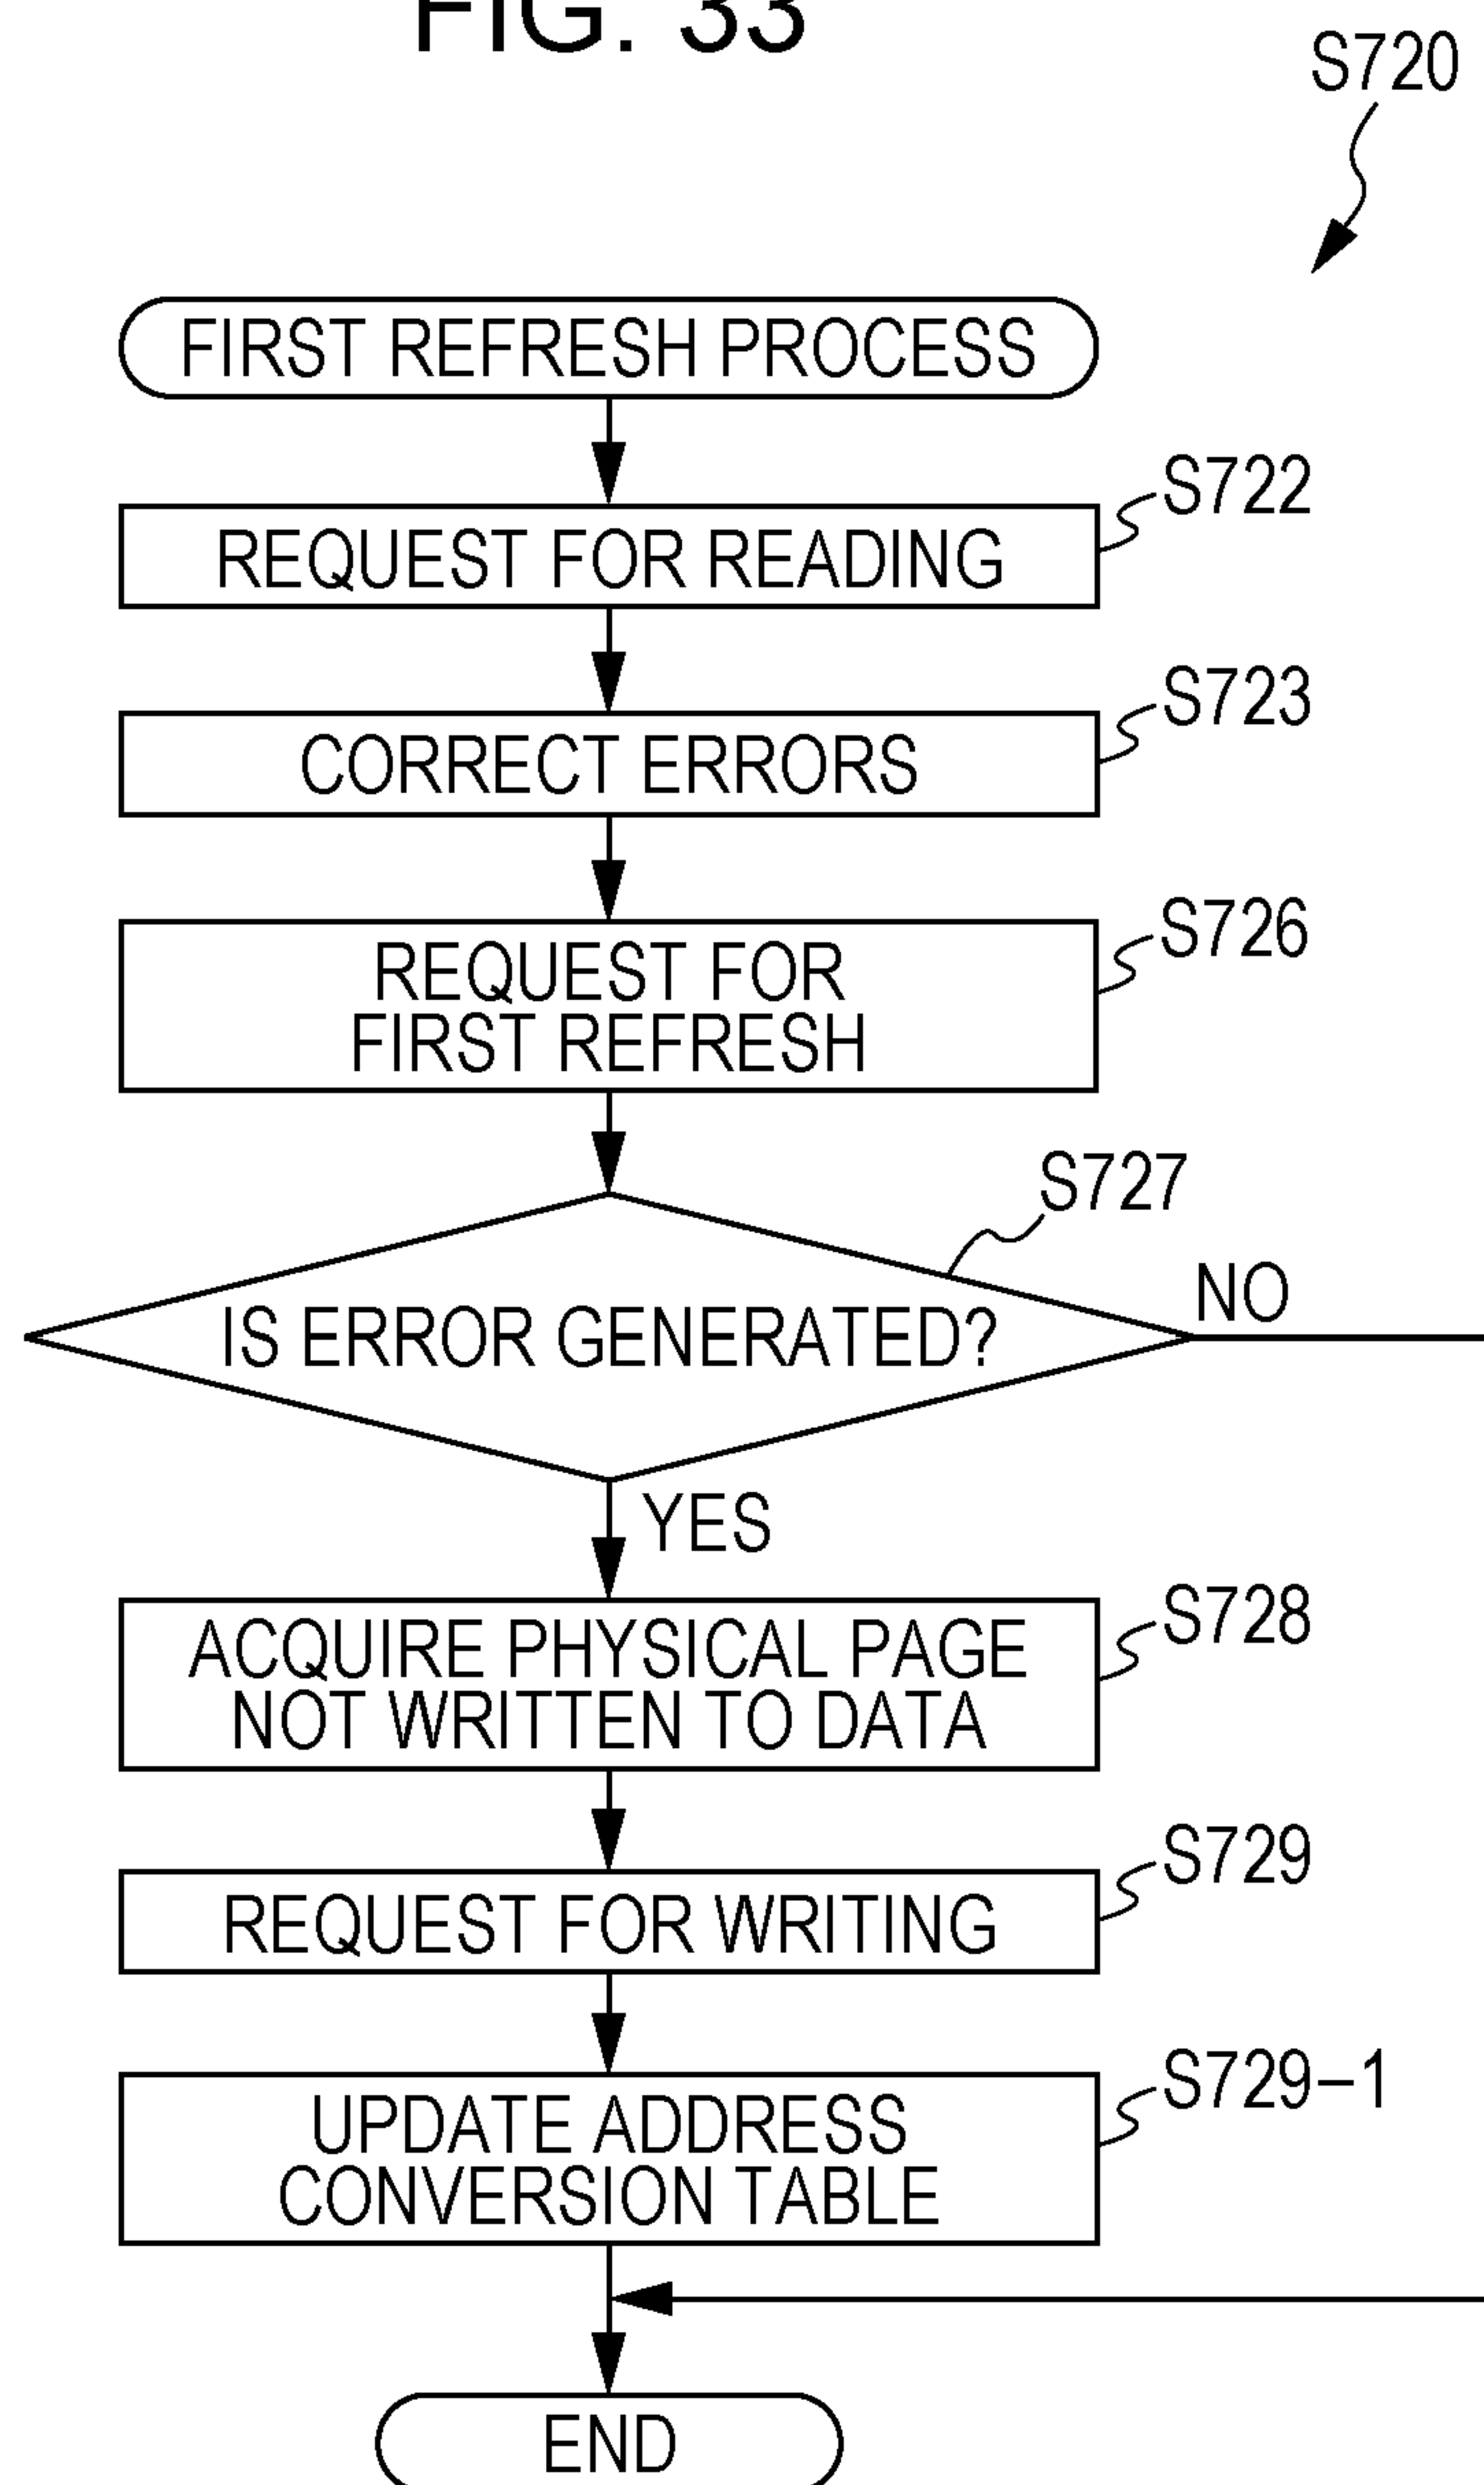 FIG. 33
S720
FIRST REFRESH PROCESS
S722
REQUEST FOR READING
S723
CORRECT ERRORS
S726
REQUEST FOR
FIRST REFRESH
S727
IS ERROR GENERATED?
NO
YES
S728
ACQUIRE PHYSICAL PAGE
NOT WRITTEN TO DATA
S729
REQUEST FOR WRITING
S729-1
UPDATE ADDRESS
CONVERSION TABLE
END